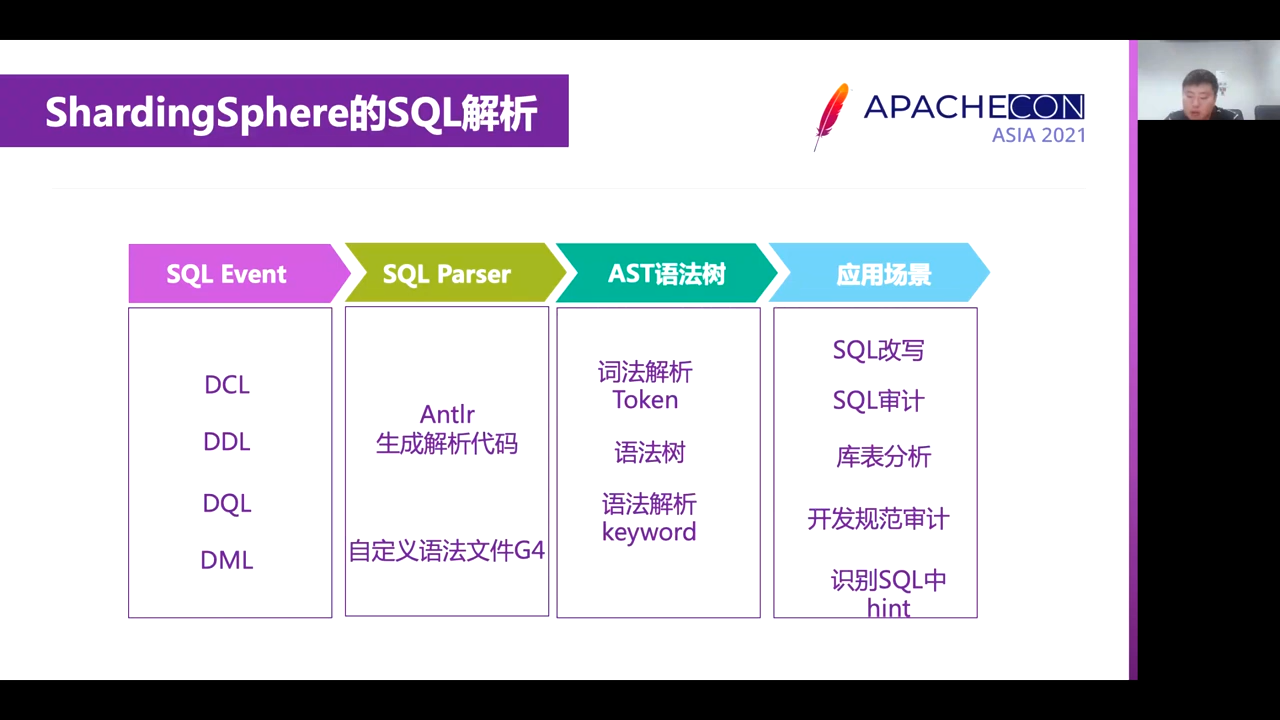 ShardingSphere的SQL解析
APACHECON
ASIA 2021
SQL Event
SQL Parser
AST语法树
应用场景
DCL
DDL
DQL
DML
Antlr
生成解析代码
自定义语法文件G4
词法解析
Token
语法树
语法解析
keyword
SQL改写
SQL审计
库表分析
开发规范审计
识别SQL中
hint